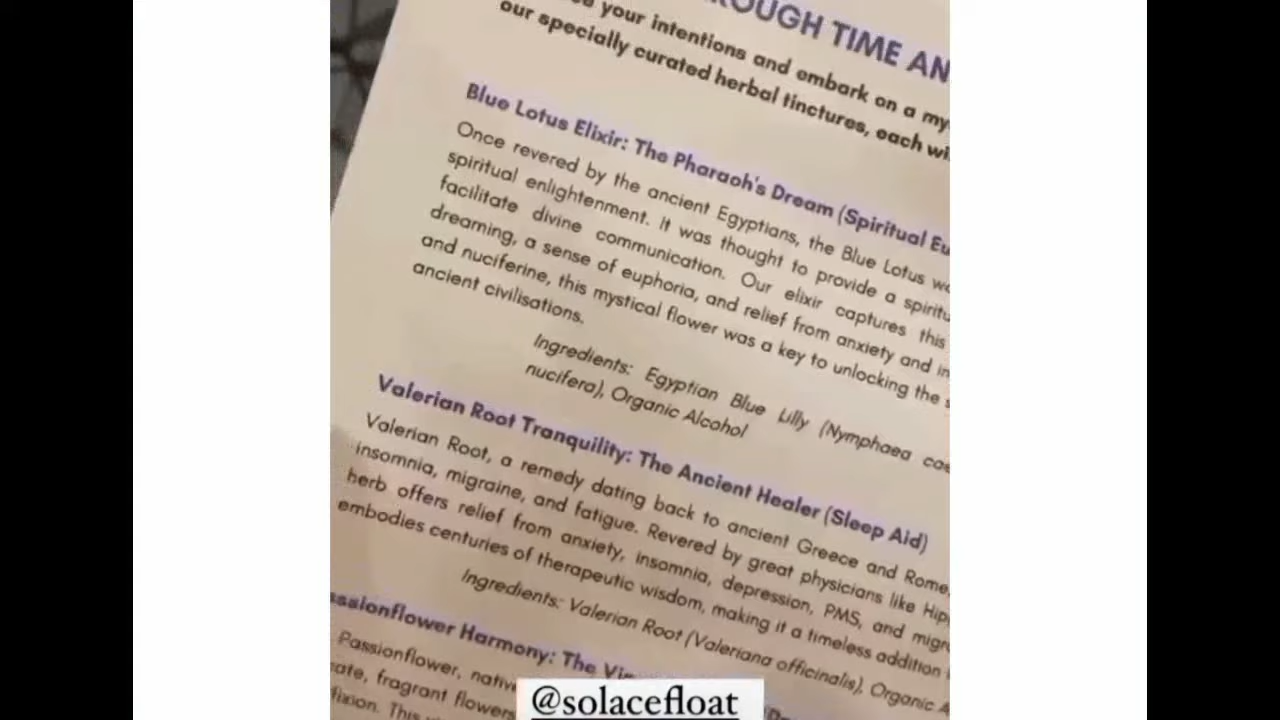 ROUGH TIME AN
your intentions and embark on a my
our specially curated herbal tinctures, each wi
Blue Lotus Elixir: The Pharaoh's Dream (Spiritual Eu
Once revered by the ancient Egyptians, the Blue Lotus w
spiritual enlightenment. It was thought to provide a spiritu
facilitate divine communication. Our elixir captures this
dreaming, a sense of euphoria, and relief from anxiety and in
and nuciferine, this mystical flower was a key to unlocking the s
ancient civilisations.
Ingredients: Egyptian Blue Lilly (Nymphaea cae
nucifera), Organic Alcohol
Valerian Root Tranquility: The Ancient Healer (Sleep Aid)
Valerian Root, a remedy dating back to ancient Greece and Rome,
insomnia, migraine, and fatigue. Revered by great physicians like Hip
herb offers relief from anxiety, insomnia, depression, PMS, and migr
embodies centuries of therapeutic wisdom, making it a timeless addition
Ingredients: Valerian Root (Valeriana officinalis), Organic A
assionflower Harmony: The Vi
Passionflower, nativ
cate, fragrant flowers
fixion. This
@solacefloat